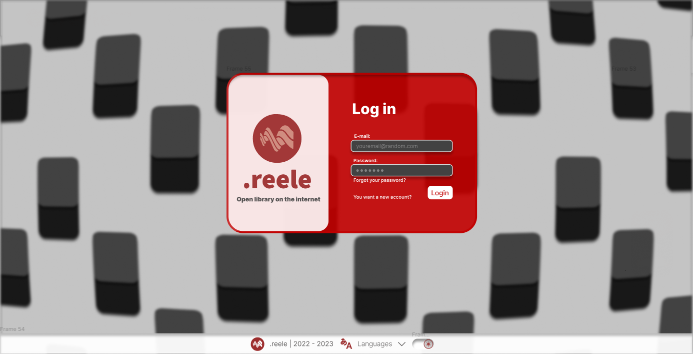 Log in
E-mail:
youremail@random.com
Password:
.reele
Open library on the internet
Forgot your password?
You want a new account?
Login
Frame 54
.reele | 2022 - 2023
Languages